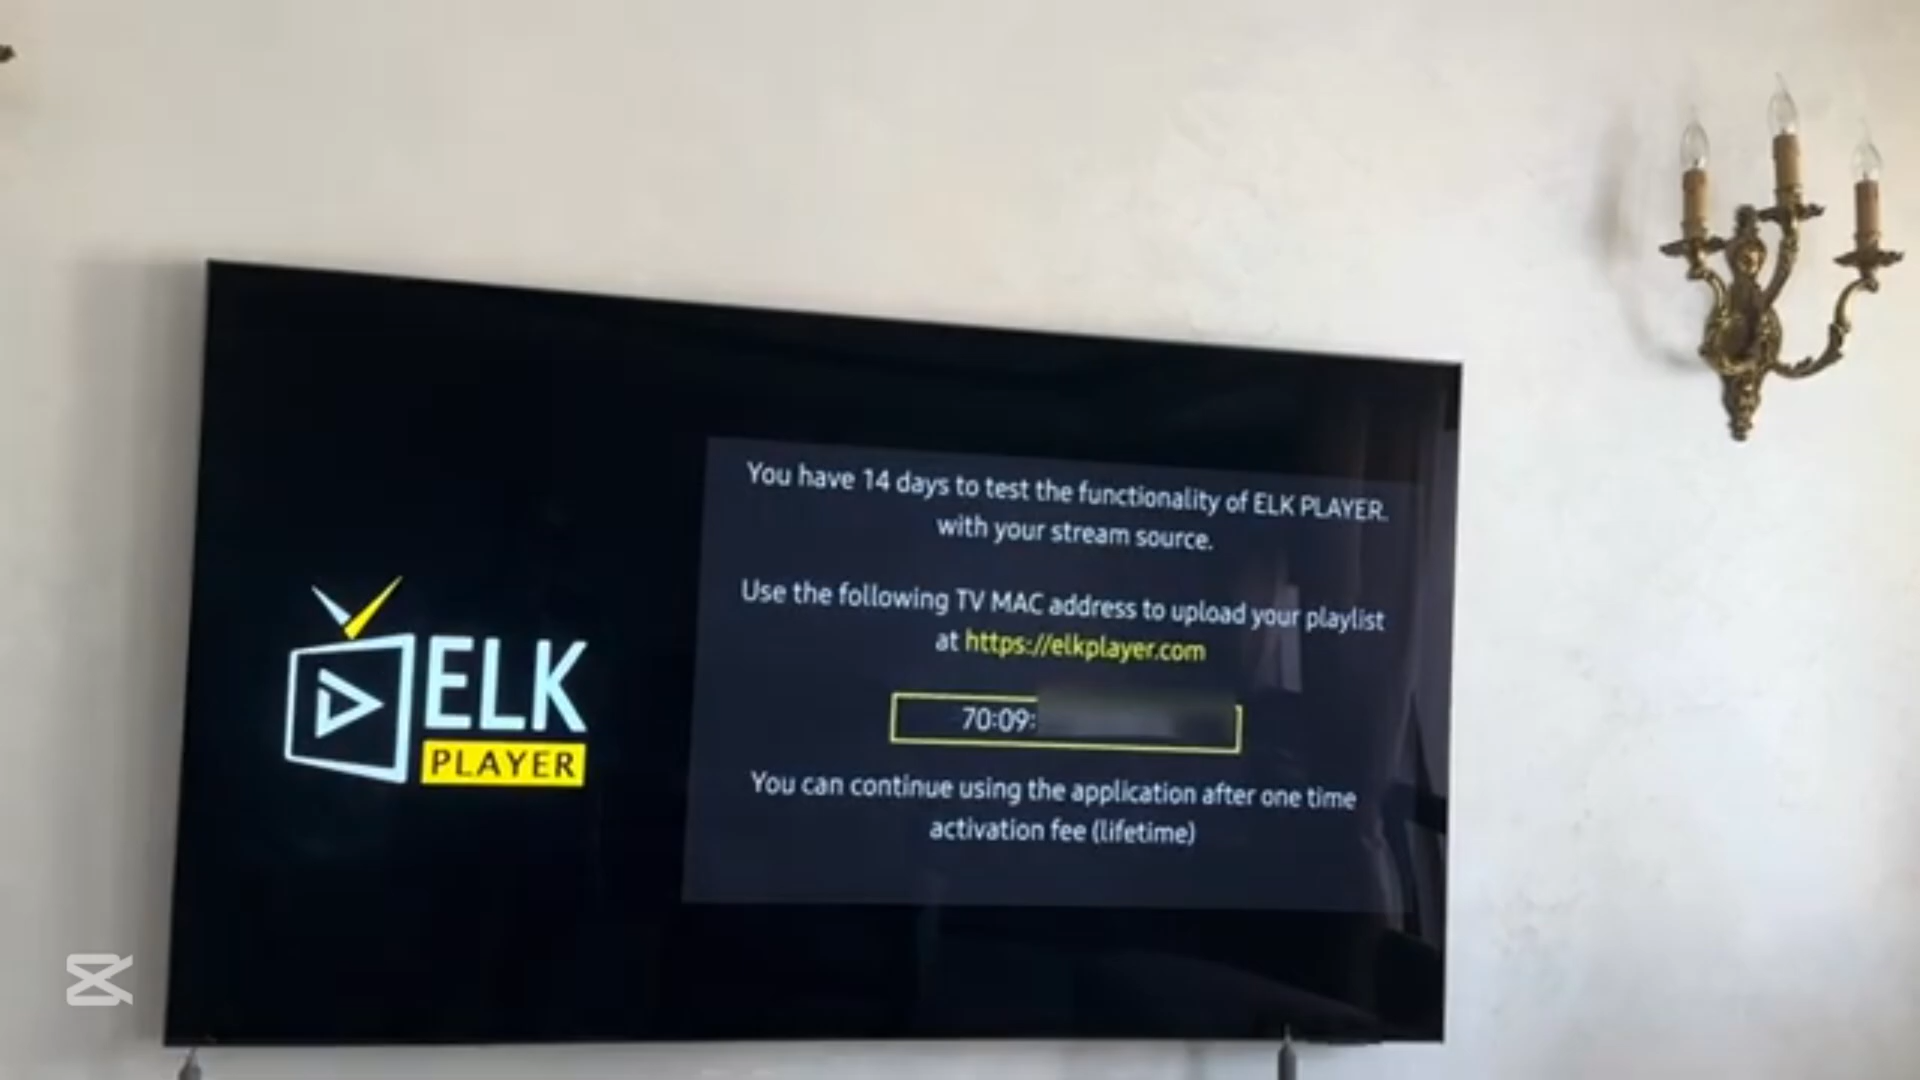 ELK
PLAYER
You have 14 days to test the functionality of ELK PLAYER.
with your stream source.
Use the following TV MAC address to upload your playlist
at https://elkplayer.com
70:09:
You can continue using the application after one time
activation fee (lifetime)